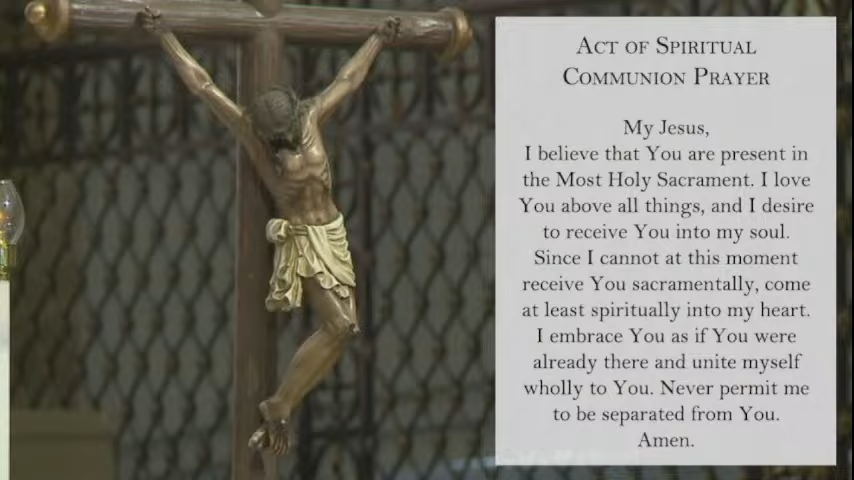 Act of Spiritual
Communion Prayer
My Jesus,
I believe that You are present in
the Most Holy Sacrament. I love
You above all things, and I desire
to receive You into my soul.
Since I cannot at this moment
receive You sacramentally, come
at least spiritually into my heart.
I embrace You as if You were
already there and unite myself
wholly to You. Never permit me
to be separated from You.
Amen.